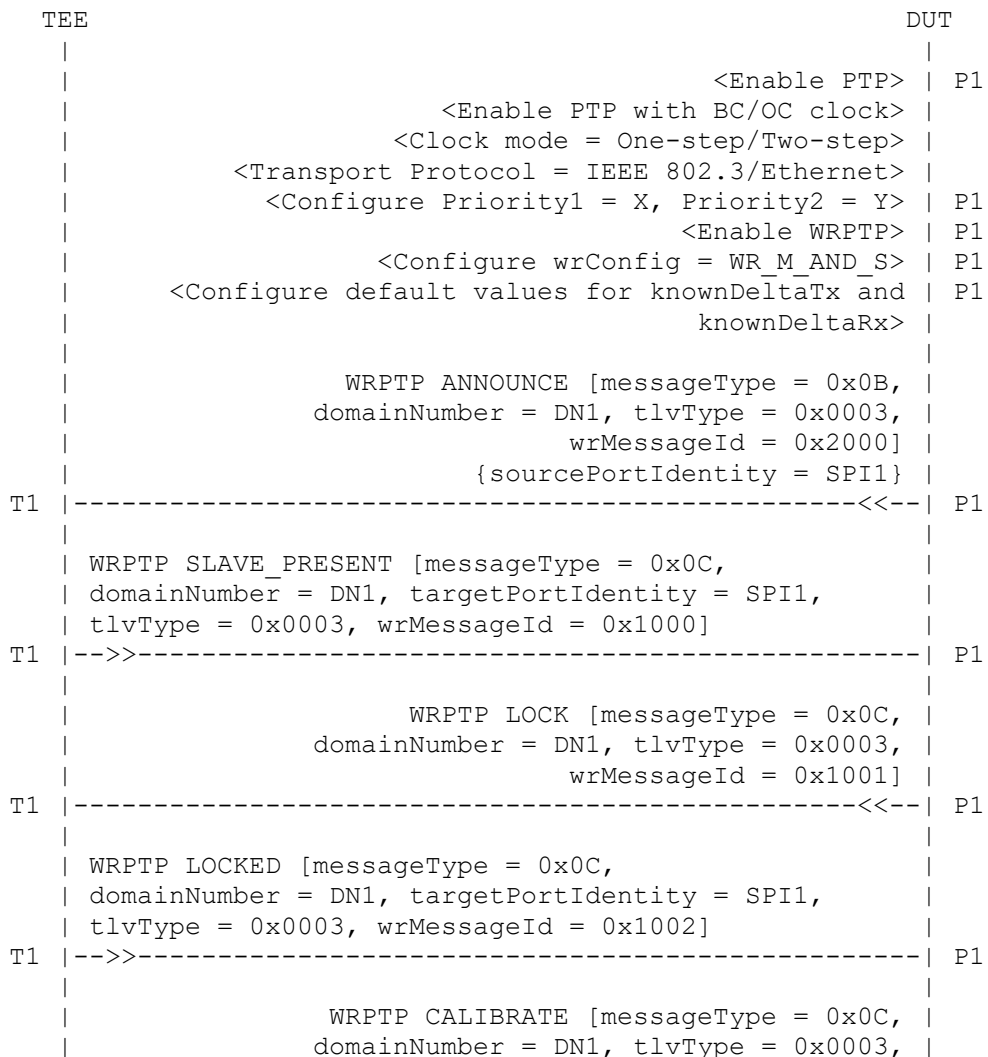 TEE                                                    DUT
    |                                                      |
    |                                        <Enable PTP> | P1
    |                       <Enable PTP with BC/OC clock> |
    |                    <Clock mode = One-step/Two-step> |
    |          <Transport Protocol = IEEE 802.3/Ethernet> |
    |            <Configure Priority1 = X, Priority2 = Y> | P1
    |                                      <Enable WRPTP> | P1
    |                   <Configure wrConfig = WR_M_AND_S> | P1
    |      <Configure default values for knownDeltaTx and | P1
    |                                       knownDeltaRx> |
    |                                                      |
    |                 WRPTP ANNOUNCE [messageType = 0x0B, |
    |               domainNumber = DN1, tlvType = 0x0003, |
    |                               wrMessageId = 0x2000] |
    |                         {sourcePortIdentity = SPI1} |
T1 |-------------------------------------------------<<--| P1
    |                                                      |
    | WRPTP SLAVE_PRESENT [messageType = 0x0C,             |
    | domainNumber = DN1, targetPortIdentity = SPI1,       |
    | tlvType = 0x0003, wrMessageId = 0x1000]              |
T1 |-->>-------------------------------------------------| P1
    |                                                      |
    |                     WRPTP LOCK [messageType = 0x0C, |
    |               domainNumber = DN1, tlvType = 0x0003, |
    |                               wrMessageId = 0x1001] |
T1 |-------------------------------------------------<<--| P1
    |                                                      |
    | WRPTP LOCKED [messageType = 0x0C,                    |
    | domainNumber = DN1, targetPortIdentity = SPI1,       |
    | tlvType = 0x0003, wrMessageId = 0x1002]              |
T1 |-->>-------------------------------------------------| P1
    |                                                      |
    |                WRPTP CALIBRATE [messageType = 0x0C, |
    |               domainNumber = DN1, tlvType = 0x0003, |